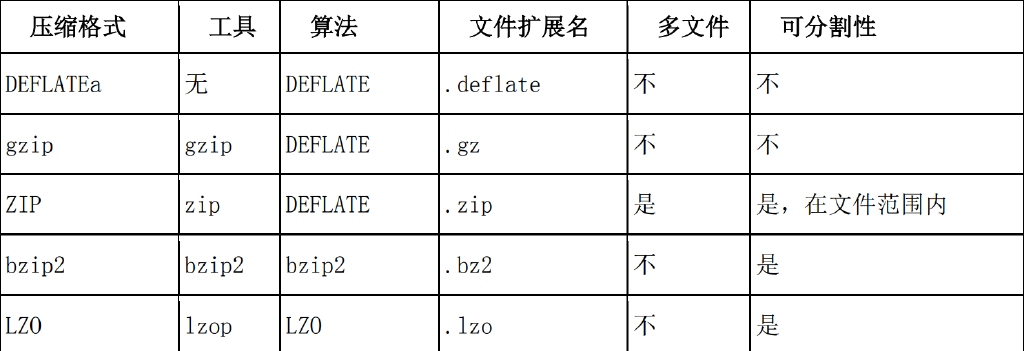 压缩格式 工具 算法 文件扩展名 多文件 可分割性
DEFLATEa 无 DEFLATE .deflate 不 不
gzip gzip DEFLATE .gz 不 不
ZIP zip DEFLATE .zip 是 是，在文件范围内
bzip2 bzip2 bzip2 .bz2 不 是
LZO lzop LZO .lzo 不 是